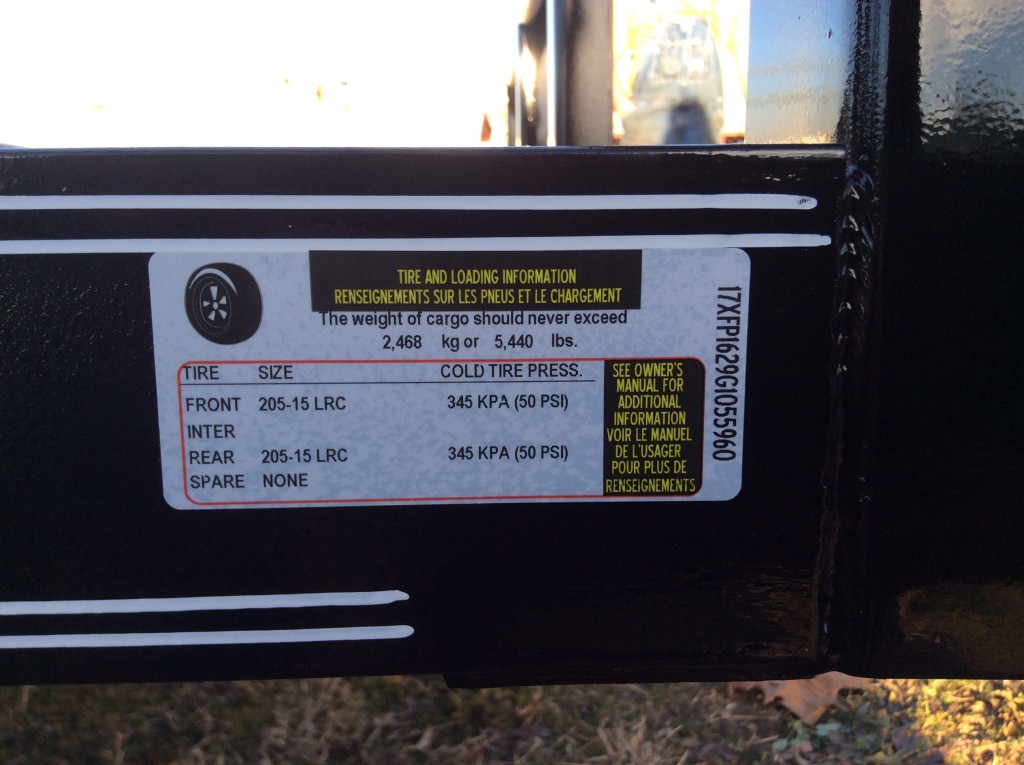 TIRE AND LOADING INFORMATION
RENSEIGNEMENTS SUR LES PNEUS ET LE CHARGEMENT
The weight of cargo should never exceed
2,468 kg or 5,440 lbs.
TIRE SIZE COLD TIRE PRESS.
FRONT 205-15 LRC 345 KPA (50 PSI)
INTER
REAR 205-15 LRC 345 KPA (50 PSI)
SPARE NONE
SEE OWNER'S
MANUAL FOR
ADDITIONAL
INFORMATION
VOIR LE MANUEL
DE L'USAGER
POUR PLUS DE
RENSEIGNEMENTS
17XFP1629G1055960